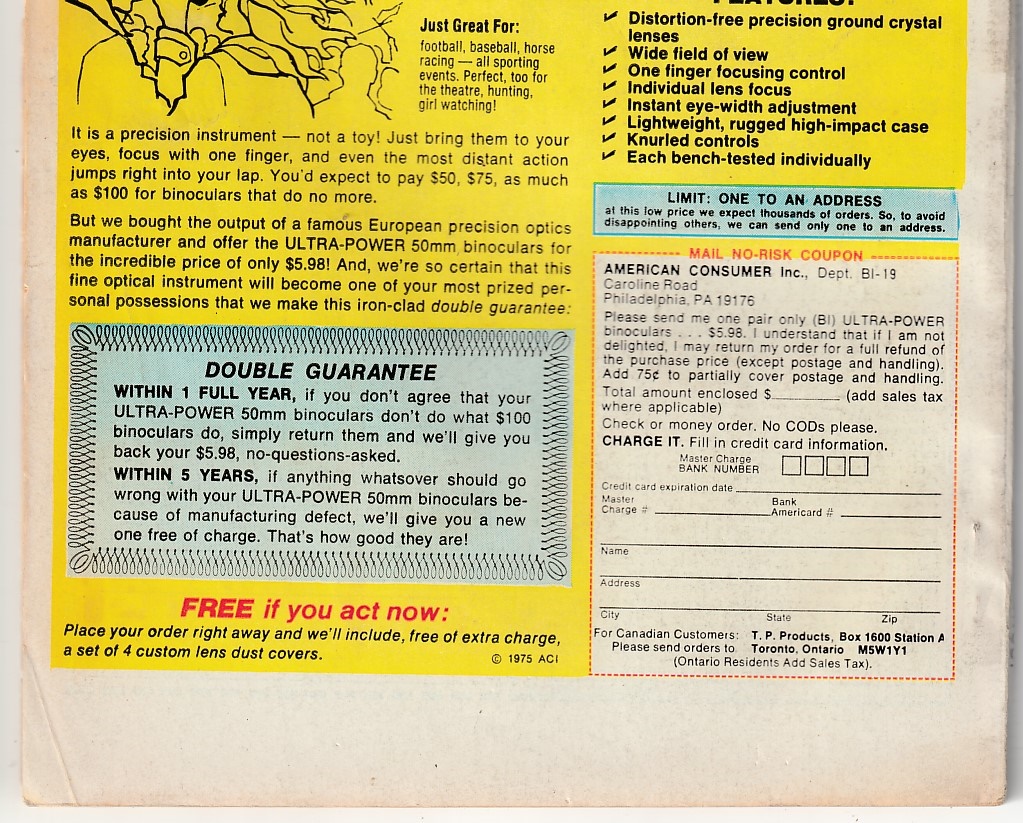 Just Great For:
football, baseball, horse
racing — all sporting
events. Perfect, too for
the theatre, hunting,
girl watching!
It is a precision instrument — not a toy! Just bring them to your
eyes, focus with one finger, and even the most distant action
jumps right into your lap. You'd expect to pay $50, $75, as much
as $100 for binoculars that do no more.
But we bought the output of a famous European precision optics
manufacturer and offer the ULTRA-POWER 50mm binoculars for
the incredible price of only $5.98! And, we're so certain that this
fine optical instrument will become one of your most prized per-
sonal possessions that we make this iron-clad double guarantee:
DOUBLE GUARANTEE
WITHIN 1 FULL YEAR, if you don't agree that your
ULTRA-POWER 50mm binoculars don't do what $100
binoculars do, simply return them and we'll give you
back your $5.98, no-questions-asked.
WITHIN 5 YEARS, if anything whatsoever should go
wrong with your ULTRA-POWER 50mm binoculars be-
cause of manufacturing defect, we'll give you a new
one free of charge. That's how good they are!
FREE if you act now:
Place your order right away and we'll include, free of extra charge,
a set of 4 custom lens dust covers.
© 1975 ACI
FEATURES:
✓ Distortion-free precision ground crystal
lenses
✓ Wide field of view
✓ One finger focusing control
✓ Individual lens focus
✓ Instant eye-width adjustment
✓ Lightweight, rugged high-impact case
✓ Knurled controls
✓ Each bench-tested individually
LIMIT: ONE TO AN ADDRESS
at this low price we expect thousands of orders. So, to avoid
disappointing others, we can send only one to an address.
MAIL NO-RISK COUPON
AMERICAN CONSUMER Inc., Dept. BI-19
Caroline Road
Philadelphia, PA 19176
Please send me one pair only (BI) ULTRA-POWER
binoculars . . . $5.98. I understand that if I am not
delighted, I may return my order for a full refund of
the purchase price (except postage and handling).
Add 75¢ to partially cover postage and handling.
Total amount enclosed $__________ (add sales tax
where applicable)
Check or money order. No CODs please.
CHARGE IT. Fill in credit card information.
Master Charge
BANK NUMBER
Credit card expiration date
Master Bank
Charge # Americard #
Name
Address
City State Zip
For Canadian Customers: T. P. Products, Box 1600 Station A
Please send orders to Toronto, Ontario M5W1Y1
(Ontario Residents Add Sales Tax).